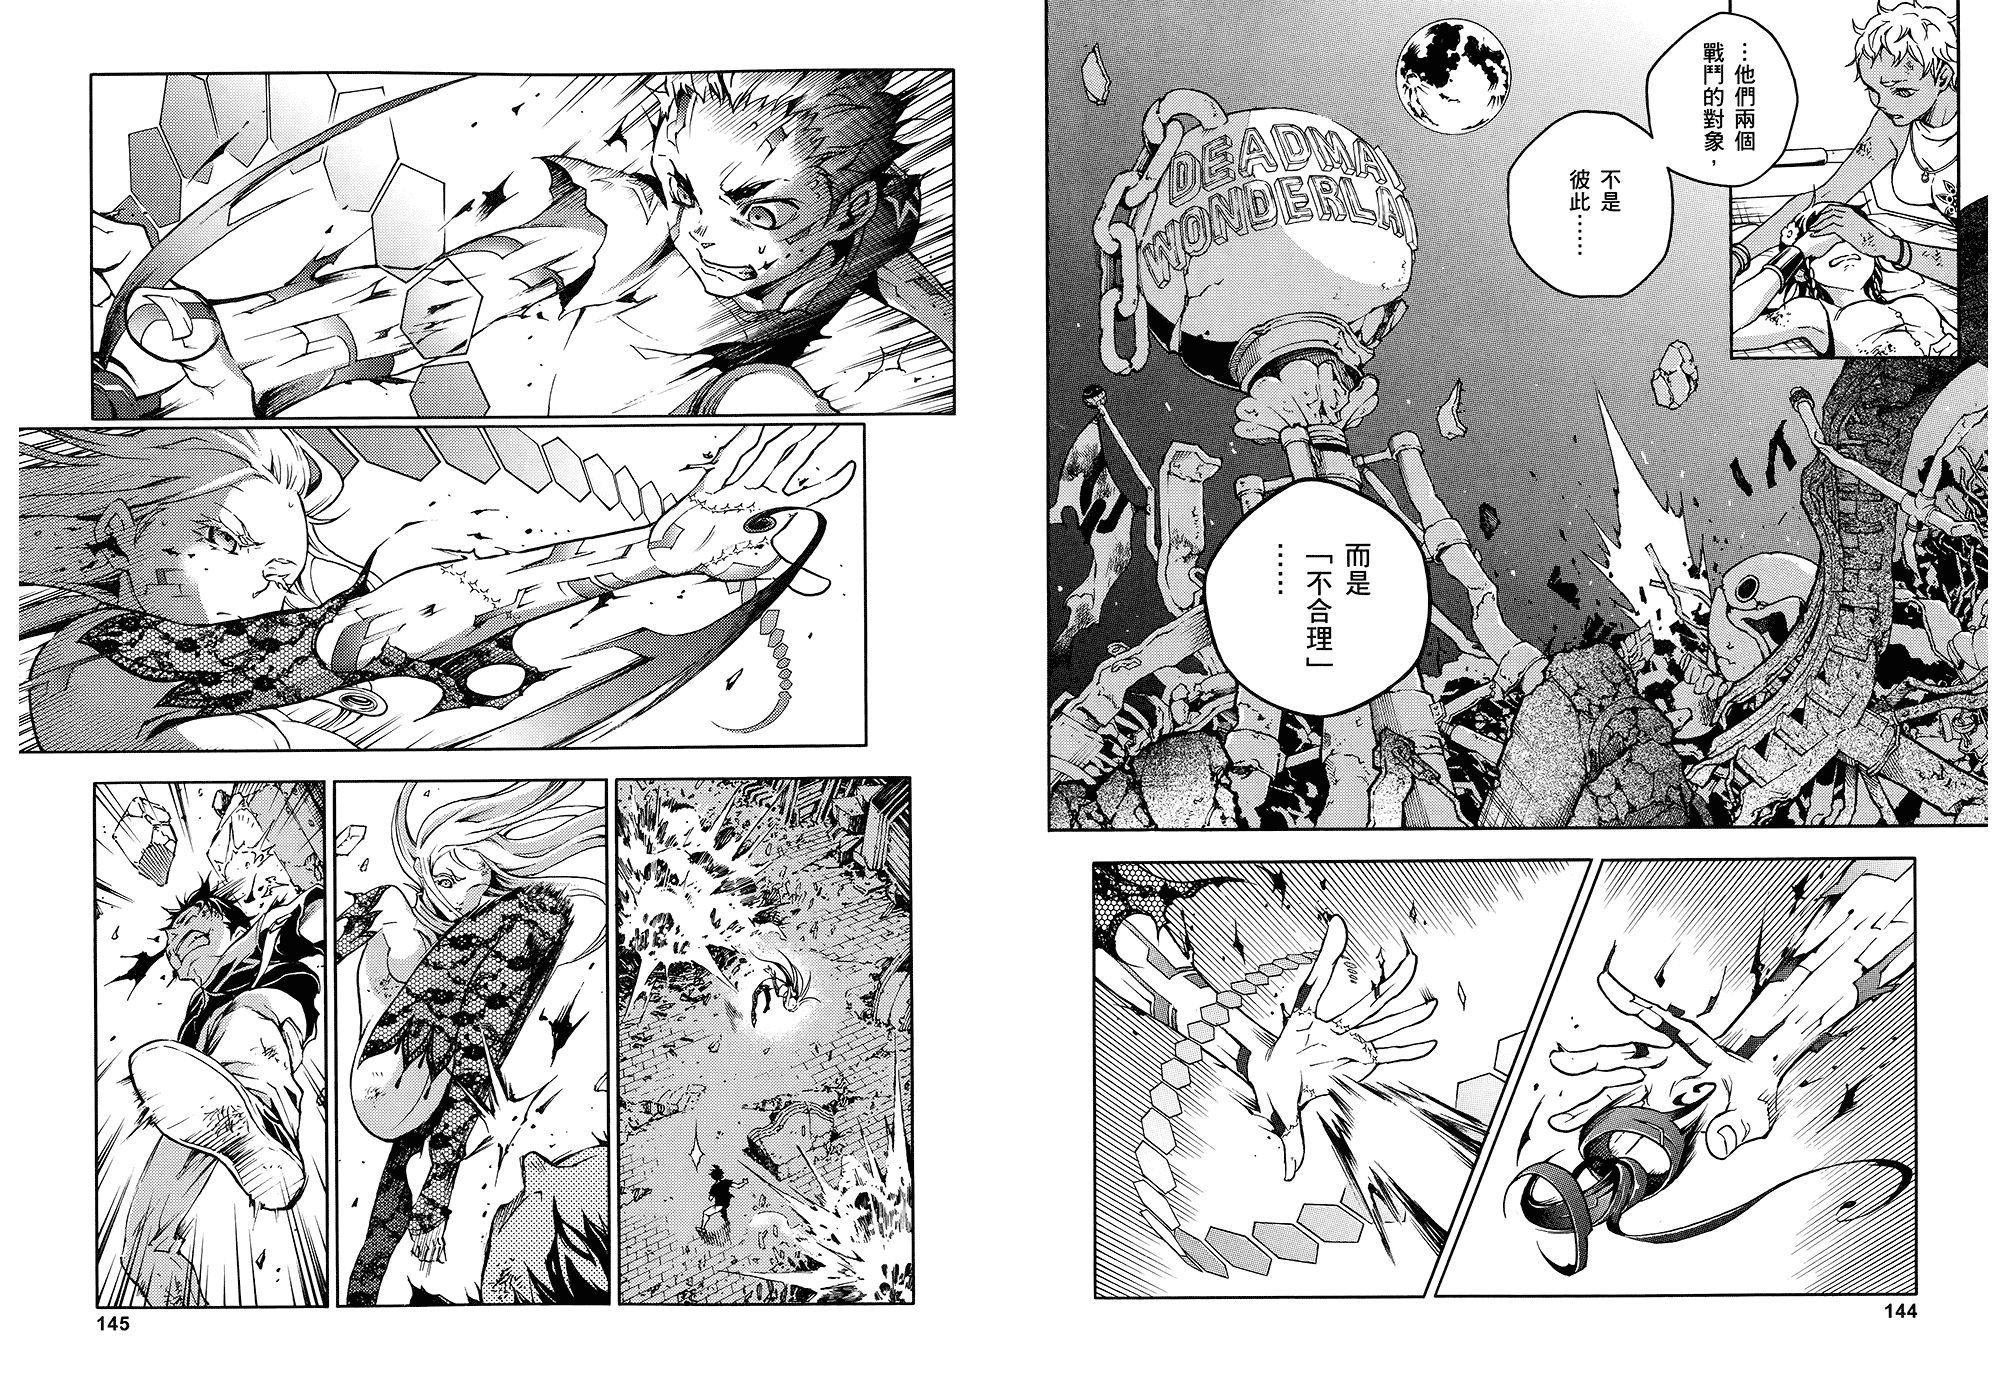 …他們兩個
戰鬥的對象，
不是
彼此……
DEADMA
WONDERLA
而是
「不合理」
……
144
145